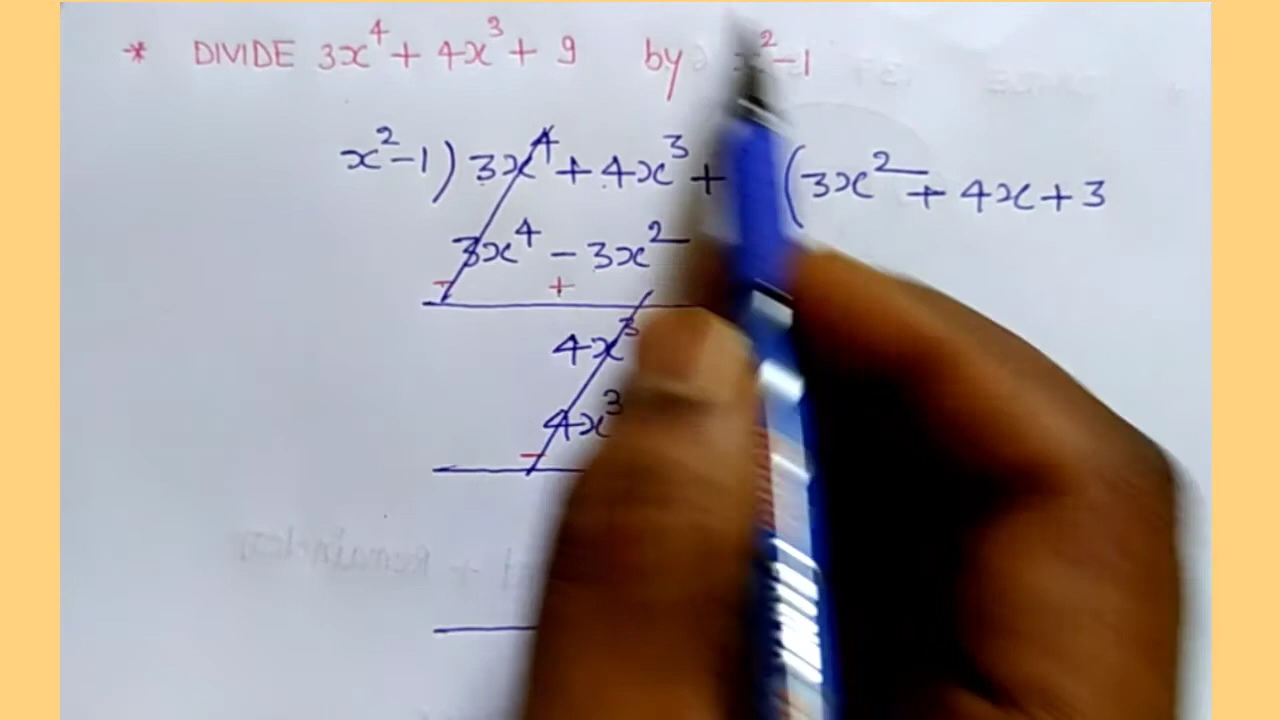 * DIVIDE 3x⁴ + 4x³ + 9 by x²-1
x²-1) 3x⁴ + 4x³ + (3x² + 4x + 3
3x⁴ - 3x²
- +
4x³
4x³
-